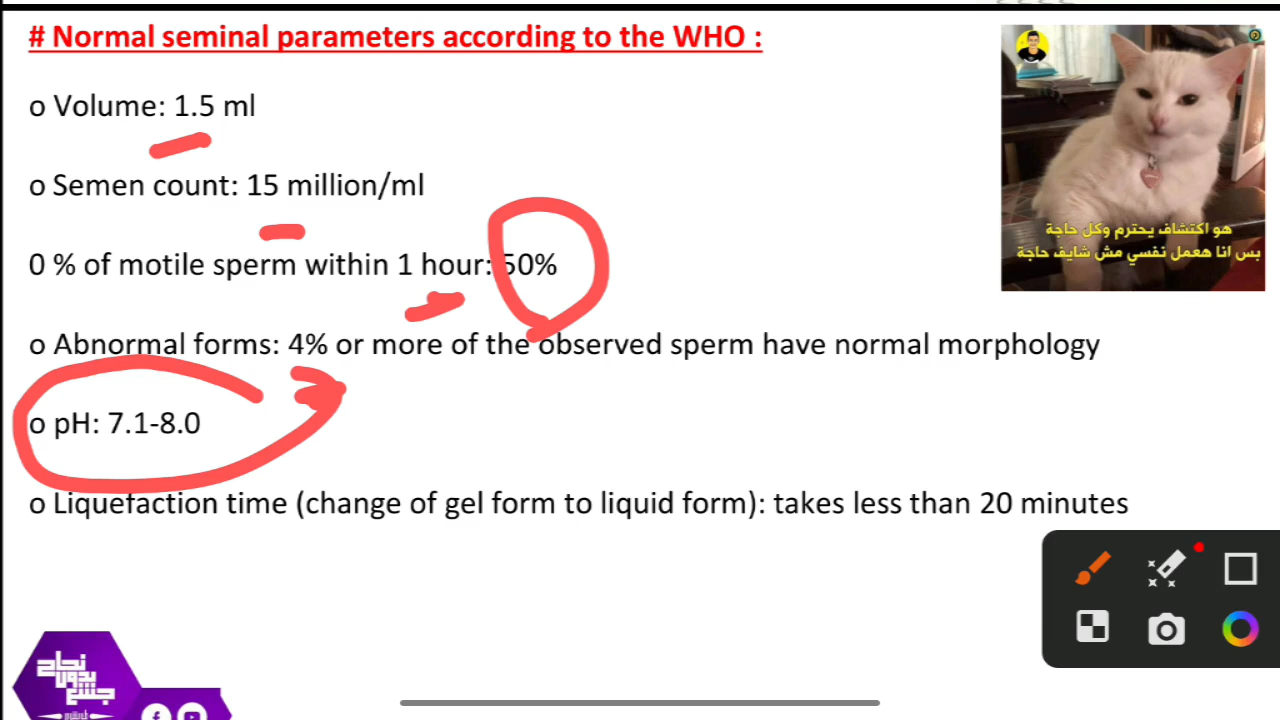 # Normal seminal parameters according to the WHO :
o Volume: 1.5 ml
o Semen count: 15 million/ml
0 % of motile sperm within 1 hour: 50%
o Abnormal forms: 4% or more of the observed sperm have normal morphology
o pH: 7.1-8.0
o Liquefaction time (change of gel form to liquid form): takes less than 20 minutes
هو اكتشاف يحترم وكل حاجة
بس انا هعمل نفسي مش شايف حاجة
نجاح
بدون